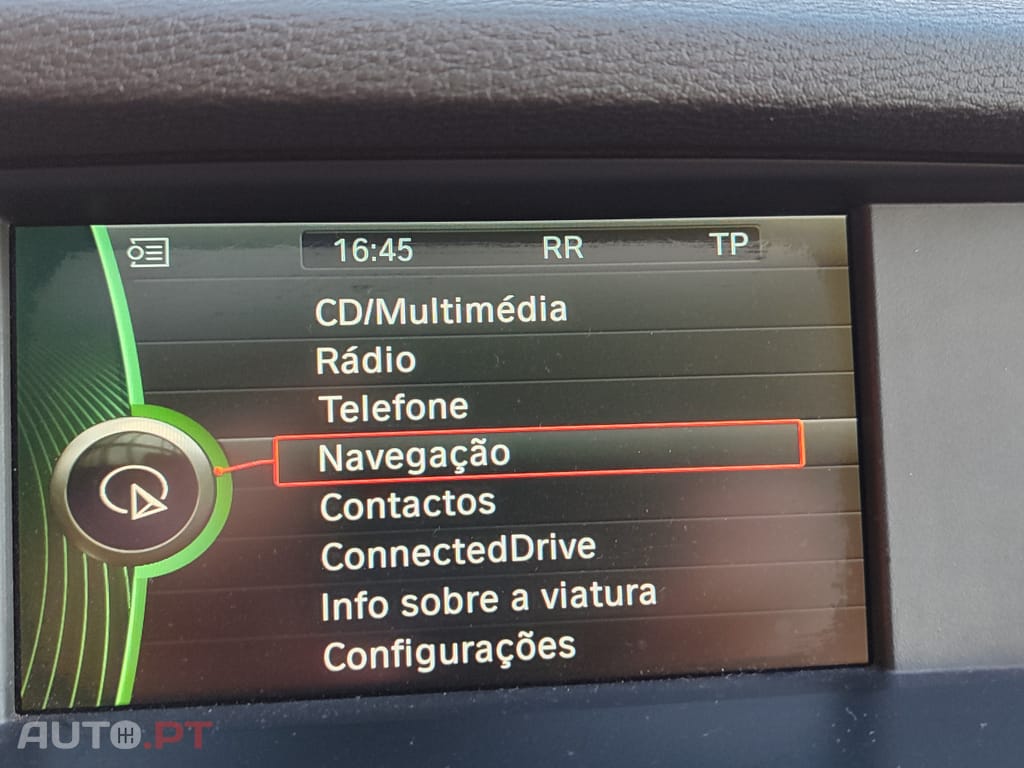 16:45 RR TP
CD/Multimédia
Rádio
Telefone
Navegação
Contactos
ConnectedDrive
Info sobre a viatura
Configurações
AUTO.PT